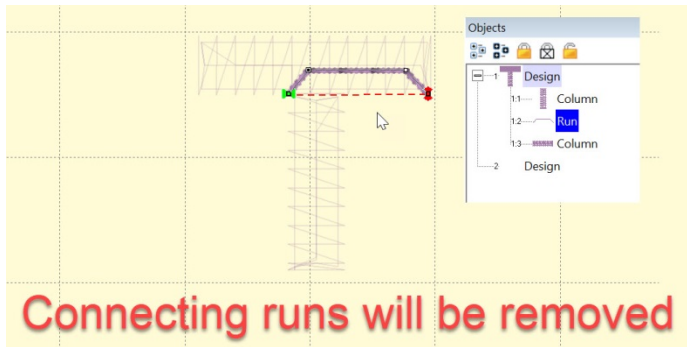 Objects
1 Design
1:1 Column
1:2 Run
1:3 Column
2 Design
Connecting runs will be removed